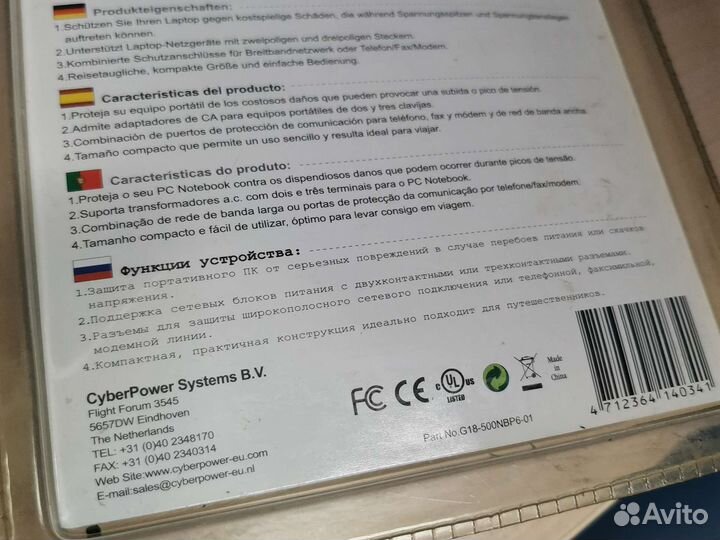 Produkteigenschaften:
1.Schützen Sie Ihren Laptop gegen kostspielige Schäden, die während Spannungsspitzen und Spannungsanstiegen
auftreten können.
2.Unterstützt Laptop-Netzgeräte mit zweipoligen und dreipoligen Steckern.
3.Kombinierte Schutzanschlüsse für Breitbandnetzwerk oder Telefon/Fax/Modem.
4.Reisetaugliche, kompakte Größe und einfache Bedienung.
Características del producto:
1.Proteja su equipo portátil de los costosos daños que pueden provocar una subida o pico de tensión.
2.Admite adaptadores de CA para equipos portátiles de dos y tres clavijas.
3.Combinación de puertos de protección de comunicación para teléfono, fax y módem y de red de banda ancha.
4.Tamaño compacto que permite un uso sencillo y resulta ideal para viajar.
Características do produto:
1.Proteja o seu PC Notebook contra os dispendiosos danos que podem ocorrer durante picos de tensão.
2.Suporta transformadores a.c. com dois e três terminais para o PC Notebook.
3.Combinação de rede de banda larga ou portas de protecção da comunicação por telefone/fax/modem.
4.Tamanho compacto e fácil de utilizar, óptimo para levar consigo em viagem.
Функции устройства:
1.Защита портативного ПК от серьезных повреждений в случае перебоев питания или скачков
напряжения.
2.Поддержка сетевых блоков питания с двухконтактными или трехконтактными разъемами.
3.Разъемы для защиты широкополосного сетевого подключения или телефонной, факсимильной,
модемной линии.
4.Компактная, практичная конструкция идеально подходит для путешественников.
CyberPower Systems B.V.
Flight Forum 3545
5657DW Eindhoven
The Netherlands
TEL: +31 (0)40 2348170
FAX: +31 (0)40 2340314
Web Site:www.cyberpower-eu.com
E-mail:sales@cyberpower-eu.nl
FC CE c UL us LISTED
Made in
China
Part No.G18-500NBP6-01
4 712364 140341
Avito